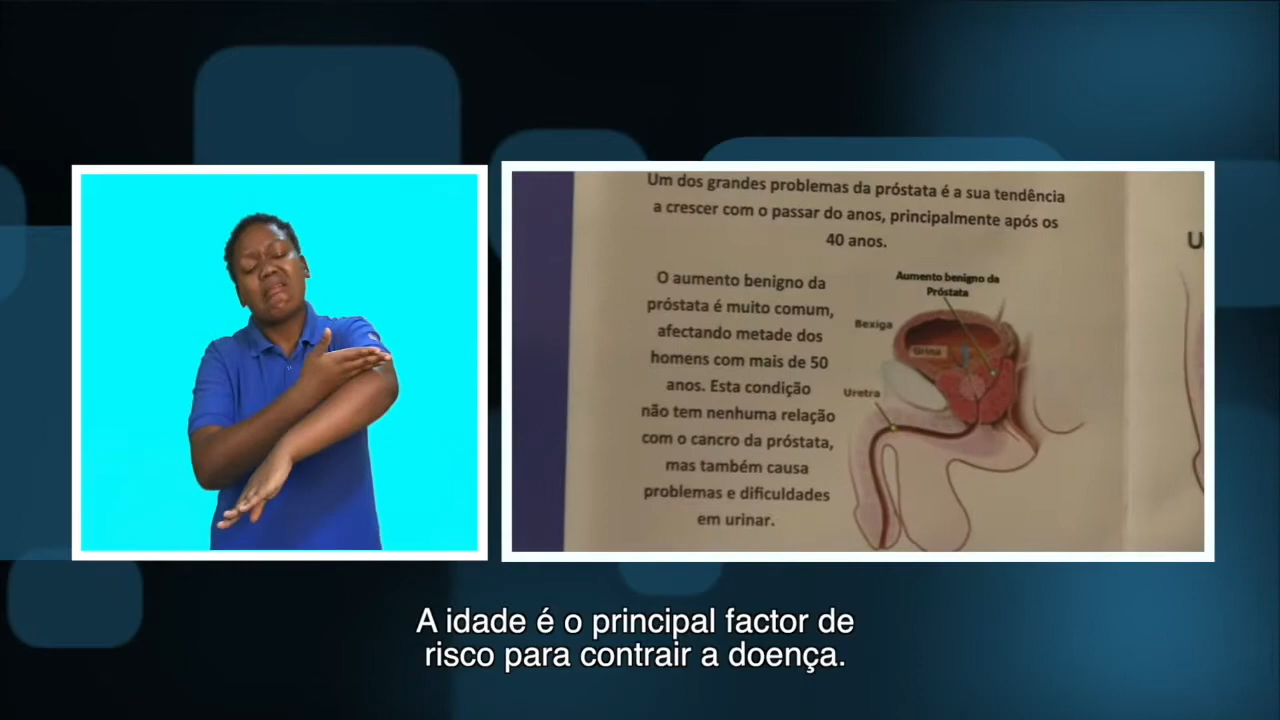 Um dos grandes problemas da próstata é a sua tendência
a crescer com o passar do anos, principalmente após os
40 anos.
O aumento benigno da
próstata é muito comum,
afectando metade dos
homens com mais de 50
anos. Esta condição
não tem nenhuma relação
com o cancro da próstata,
mas também causa
problemas e dificuldades
em urinar.
Aumento benigno da
Próstata
Bexiga
Urina
Uretra
U
A idade é o principal factor de
risco para contrair a doença.